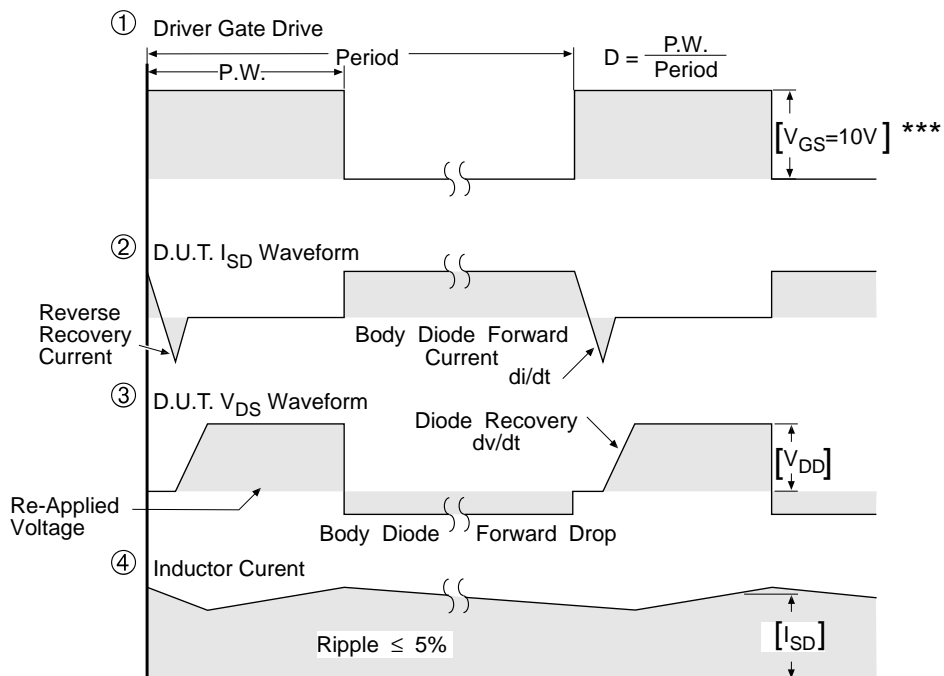 ① Driver Gate Drive
Period
P.W.
D = P.W.
Period
[VGS=10V] ***
② D.U.T. ISD Waveform
Reverse
Recovery
Current
Body Diode Forward
Current
di/dt
③ D.U.T. VDS Waveform
Diode Recovery
dv/dt
[VDD]
Re-Applied
Voltage
Body Diode Forward Drop
④ Inductor Curent
Ripple ≤ 5%
[ISD]